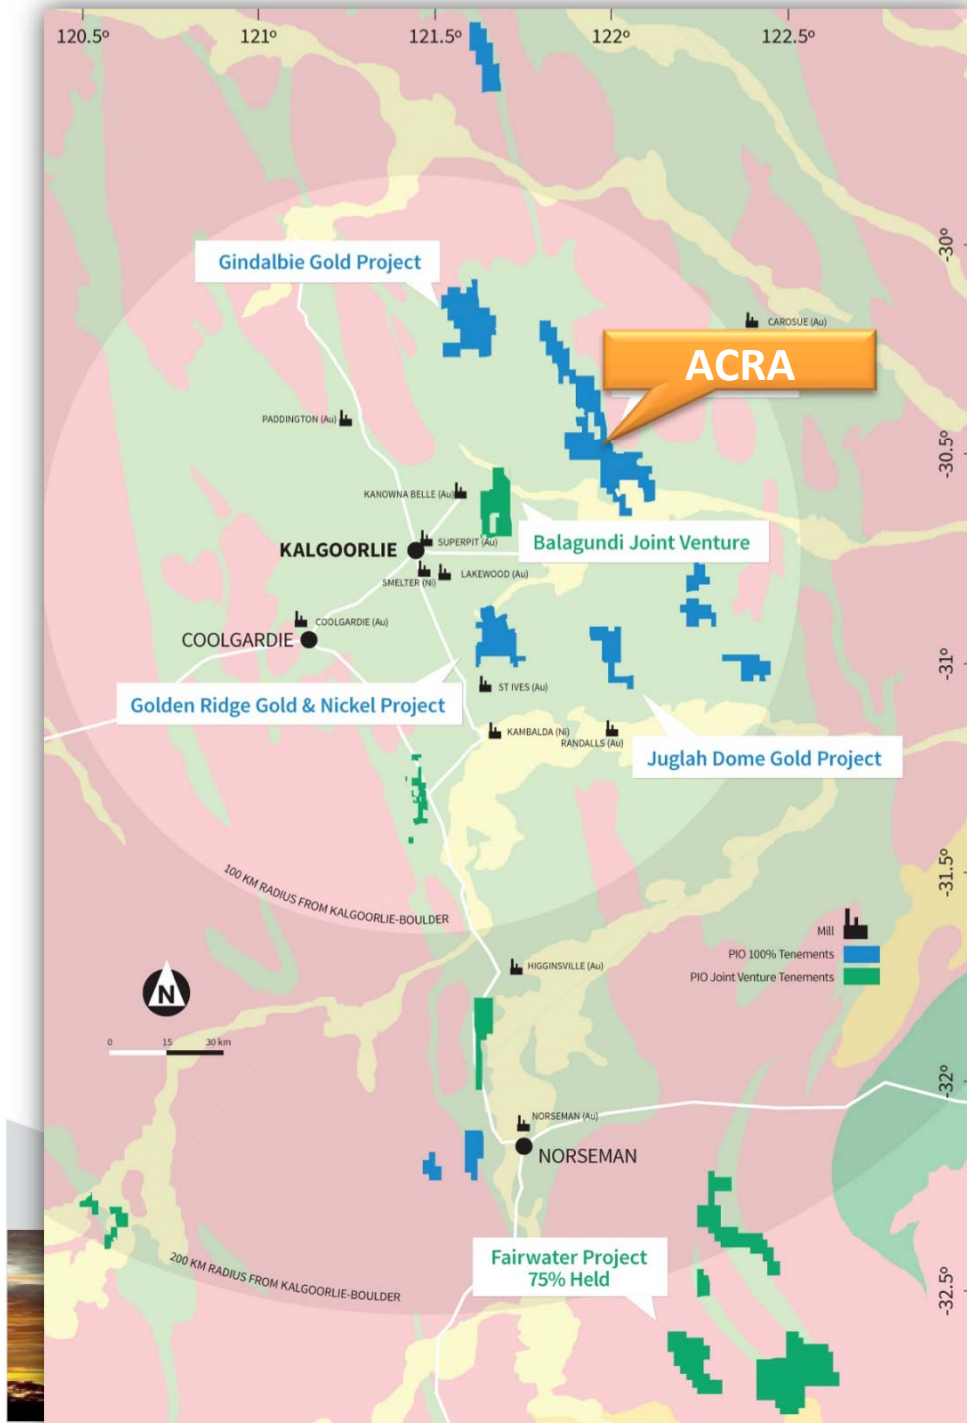 120.5º
121º
121.5º
122º
122.5º
-30º
Gindalbie Gold Project
CAROSUE (Au)
ACRA
PADDINGTON (Au)
-30.5º
KANOWNA BELLE (Au)
SUPERPIT (Au)
Balagundi Joint Venture
KALGOORLIE
SMELTER (Ni)
LAKEWOOD (Au)
COOLGARDIE (Au)
COOLGARDIE
-31º
ST IVES (Au)
Golden Ridge Gold & Nickel Project
KAMBALDA (Ni)
RANDALLS (Au)
Juglah Dome Gold Project
-31.5º
100 KM RADIUS FROM KALGOORLIE-BOULDER
Mill
PIO 100% Tenements
PIO Joint Venture Tenements
HIGGINSVILLE (Au)
N
0 15 30 km
-32º
NORSEMAN (Au)
NORSEMAN
Fairwater Project
75% Held
200 KM RADIUS FROM KALGOORLIE-BOULDER
-32.5º